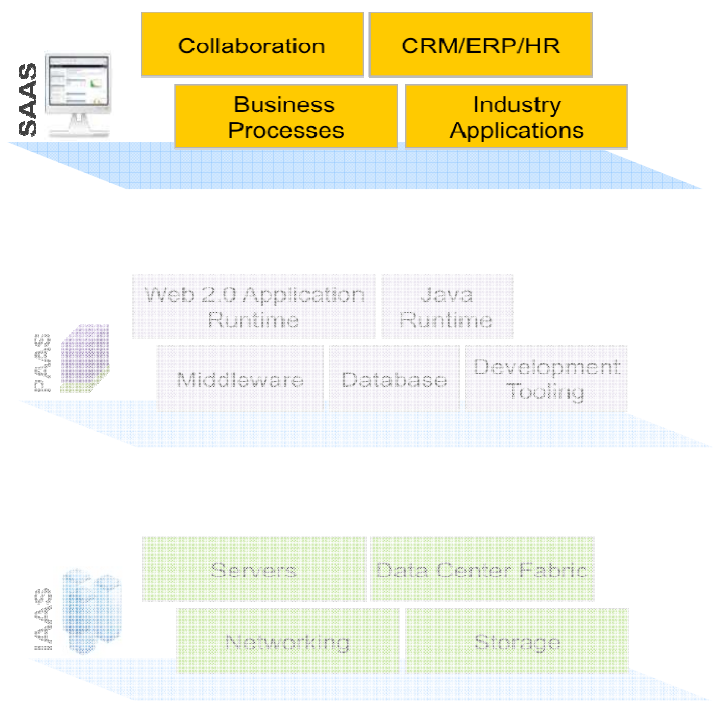 SAAS
Collaboration
CRM/ERP/HR
Business
Processes
Industry
Applications
PAAS
Web 2.0 Application
Runtime
Java
Runtime
Middleware
Database
Development
Tooling
IAAS
Servers
Data Center Fabric
Networking
Storage